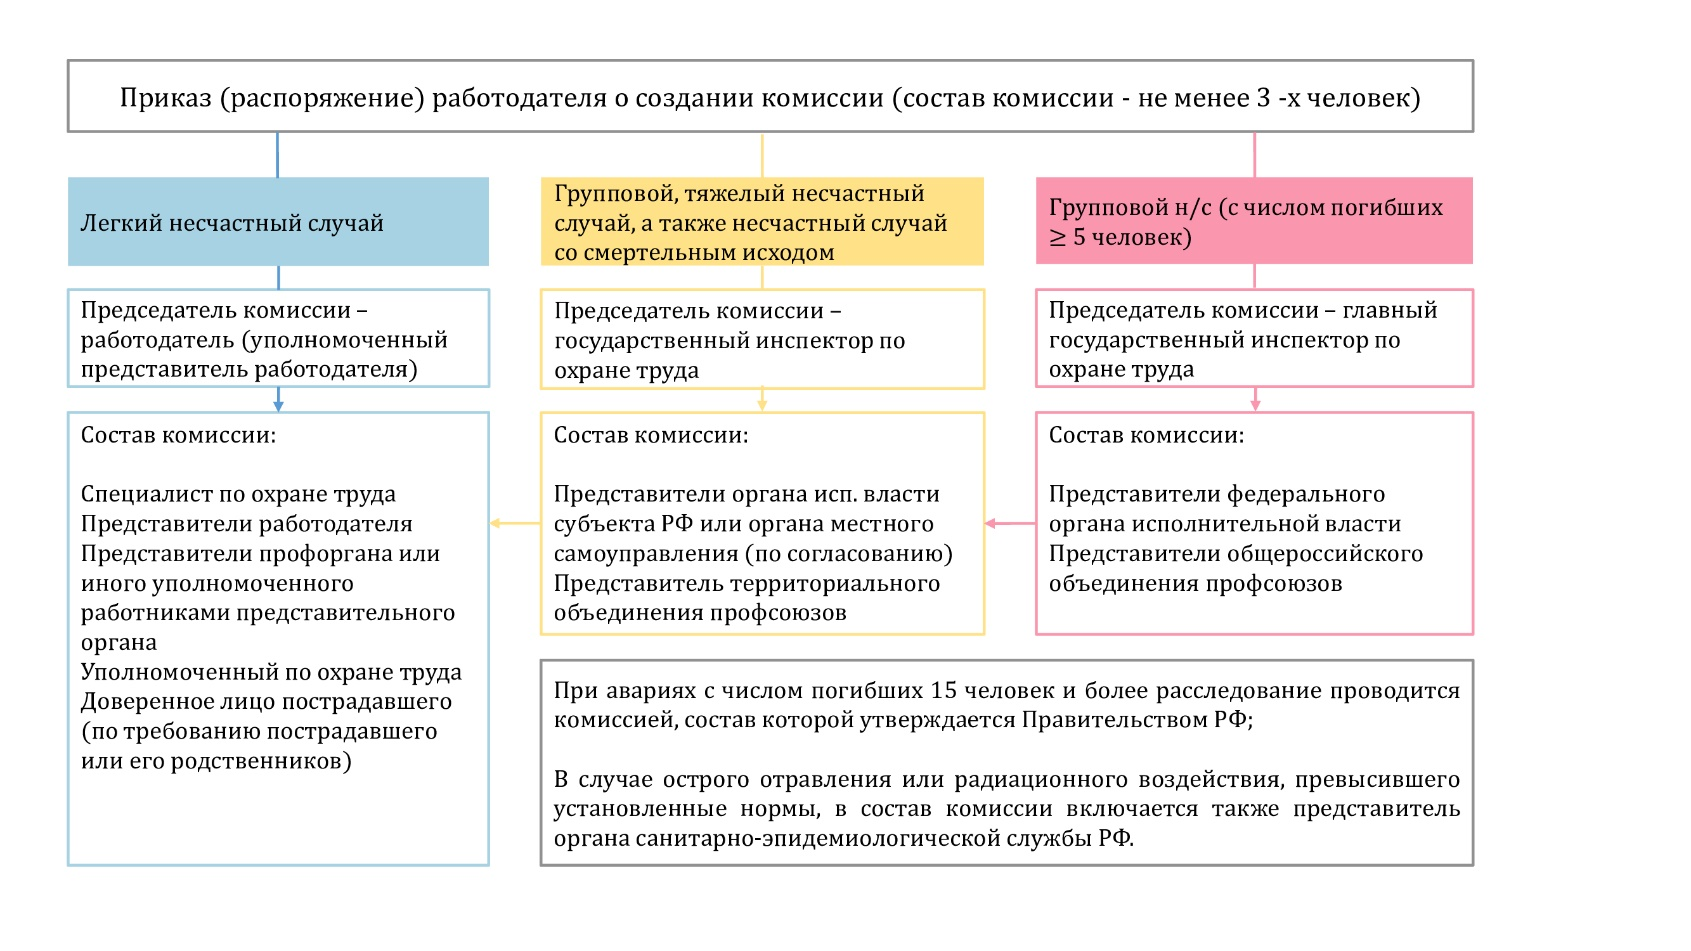 Приказ (распоряжение) работодателя о создании комиссии (состав комиссии - не менее 3 -х человек)
Легкий несчастный случай
Групповой, тяжелый несчастный
случай, а также несчастный случай
со смертельным исходом
Групповой н/с (с числом погибших
≥ 5 человек)
Председатель комиссии –
работодатель (уполномоченный
представитель работодателя)
Председатель комиссии –
государственный инспектор по
охране труда
Председатель комиссии – главный
государственный инспектор по
охране труда
Состав комиссии:
Специалист по охране труда
Представители работодателя
Представители профоргана или
иного уполномоченного
работниками представительного
органа
Уполномоченный по охране труда
Доверенное лицо пострадавшего
(по требованию пострадавшего
или его родственников)
Состав комиссии:
Представители органа исп. власти
субъекта РФ или органа местного
самоуправления (по согласованию)
Представитель территориального
объединения профсоюзов
Состав комиссии:
Представители федерального
органа исполнительной власти
Представители общероссийского
объединения профсоюзов
При авариях с числом погибших 15 человек и более расследование проводится
комиссией, состав которой утверждается Правительством РФ;
В случае острого отравления или радиационного воздействия, превысившего
установленные нормы, в состав комиссии включается также представитель
органа санитарно-эпидемиологической службы РФ.